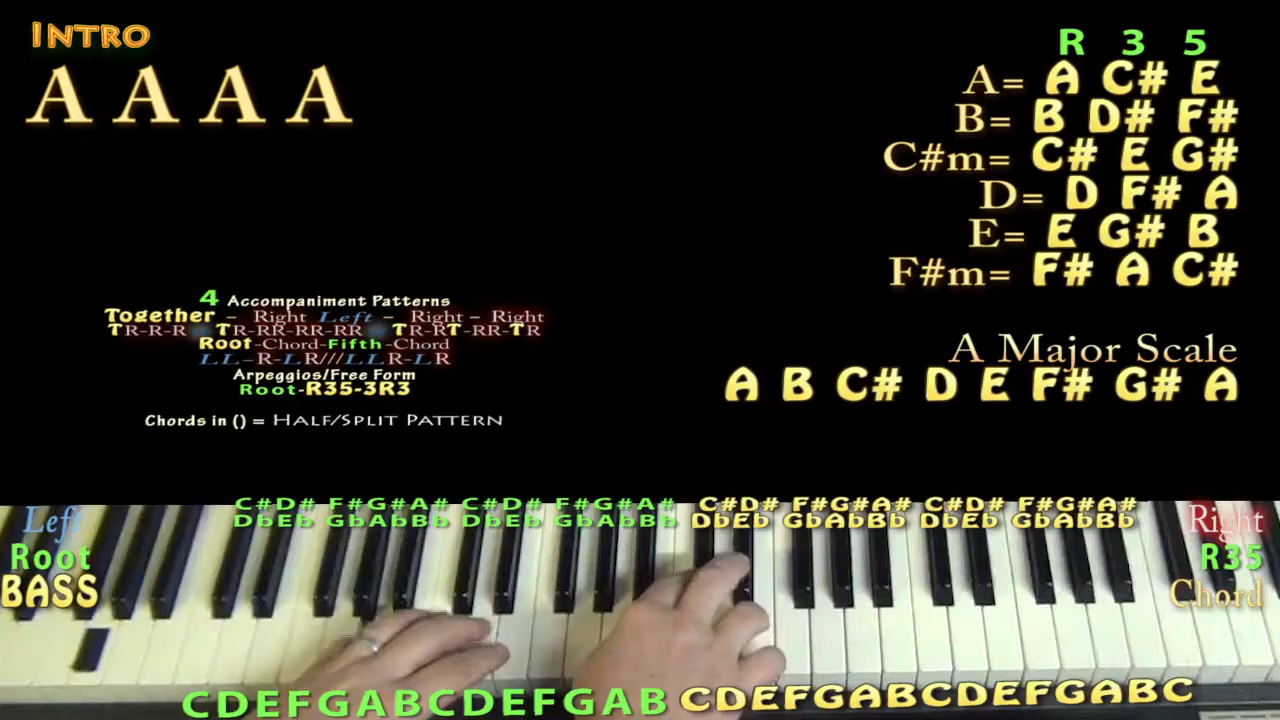 INTRO
A A A A
R 3 5
A= A C# E
B= B D# F#
C#m= C# E G#
D= D F# A
E= E G# B
F#m= F# A C#
A Major Scale
A B C# D E F# G# A
4 Accompaniment Patterns
Together - Right Left - Right - Right
TR-R-R TR-RR-RR-RR TR-RT-RR-TR
Root-Chord-Fifth-Chord
LL-R-LR///LLR-LR
Arpeggios/Free Form
Root-R35-3R3
Chords in () = HALF/SPLIT PATTERN
C#D# F#G#A# C#D# F#G#A# C#D# F#G#A# C#D# F#G#A#
DbEb GbAbBb DbEb GbAbBb DbEb GbAbBb DbEb GbAbBb
Left
Root
BASS
Right
R35
Chord
CDEFGABCDEFGAB CDEFGABCDEFGABC